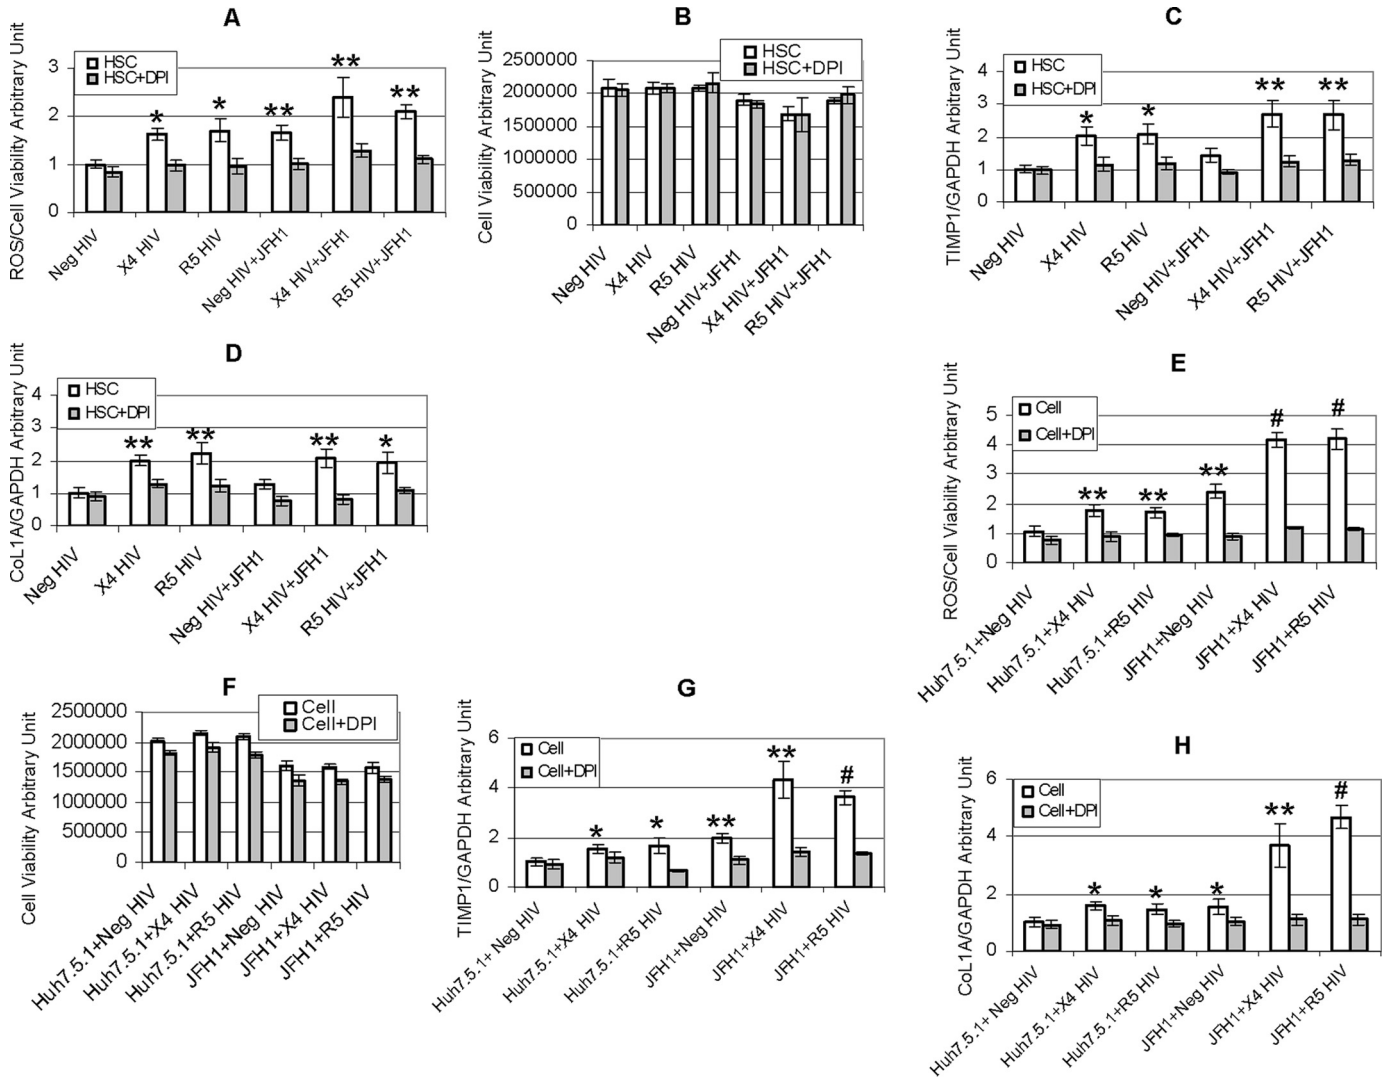 A
ROS/Cell Viability Arbitrary Unit
HSC
HSC+DPI
3
2
1
0
*
*
**
**
**
Neg HIV
X4 HIV
R5 HIV
Neg HIV+JFH1
X4 HIV+JFH1
R5 HIV+JFH1
B
Cell Viability Arbitrary Unit
HSC
HSC+DPI
2500000
2000000
1500000
1000000
500000
0
Neg HIV
X4 HIV
R5 HIV
Neg HIV+JFH1
X4 HIV+JFH1
R5 HIV+JFH1
C
TIMP1/GAPDH Arbitrary Unit
HSC
HSC+DPI
4
3
2
1
0
*
*
**
**
Neg HIV
X4 HIV
R5 HIV
Neg HIV+JFH1
X4 HIV+JFH1
R5 HIV+JFH1
D
CoL1A/GAPDH Arbitrary Unit
HSC
HSC+DPI
4
3
2
1
0
**
**
**
*
Neg HIV
X4 HIV
R5 HIV
Neg HIV+JFH1
X4 HIV+JFH1
R5 HIV+JFH1
E
ROS/Cell Viability Arbitrary Unit
Cell
Cell+DPI
5
4
3
2
1
0
**
**
**
#
#
Huh7.5.1+Neg HIV
Huh7.5.1+X4 HIV
Huh7.5.1+R5 HIV
JFH1+Neg HIV
JFH1+X4 HIV
JFH1+R5 HIV
F
Cell Viability Arbitrary Unit
Cell
Cell+DPI
2500000
2000000
1500000
1000000
500000
0
Huh7.5.1+Neg HIV
Huh7.5.1+X4 HIV
Huh7.5.1+R5 HIV
JFH1+Neg HIV
JFH1+X4 HIV
JFH1+R5 HIV
G
TIMP1/GAPDH Arbitrary Unit
Cell
Cell+DPI
6
4
2
0
*
*
**
**
#
Huh7.5.1+ Neg HIV
Huh7.5.1+X4 HIV
Huh7.5.1+R5 HIV
JFH1+Neg HIV
JFH1+X4 HIV
JFH1+R5 HIV
H
CoL1A/GAPDH Arbitrary Unit
Cell
Cell+DPI
6
4
2
0
*
*
*
**
#
Huh7.5.1+ Neg HIV
Huh7.5.1+X4 HIV
Huh7.5.1+R5 HIV
JFH1+Neg HIV
JFH1+X4 HIV
JFH1+R5 HIV